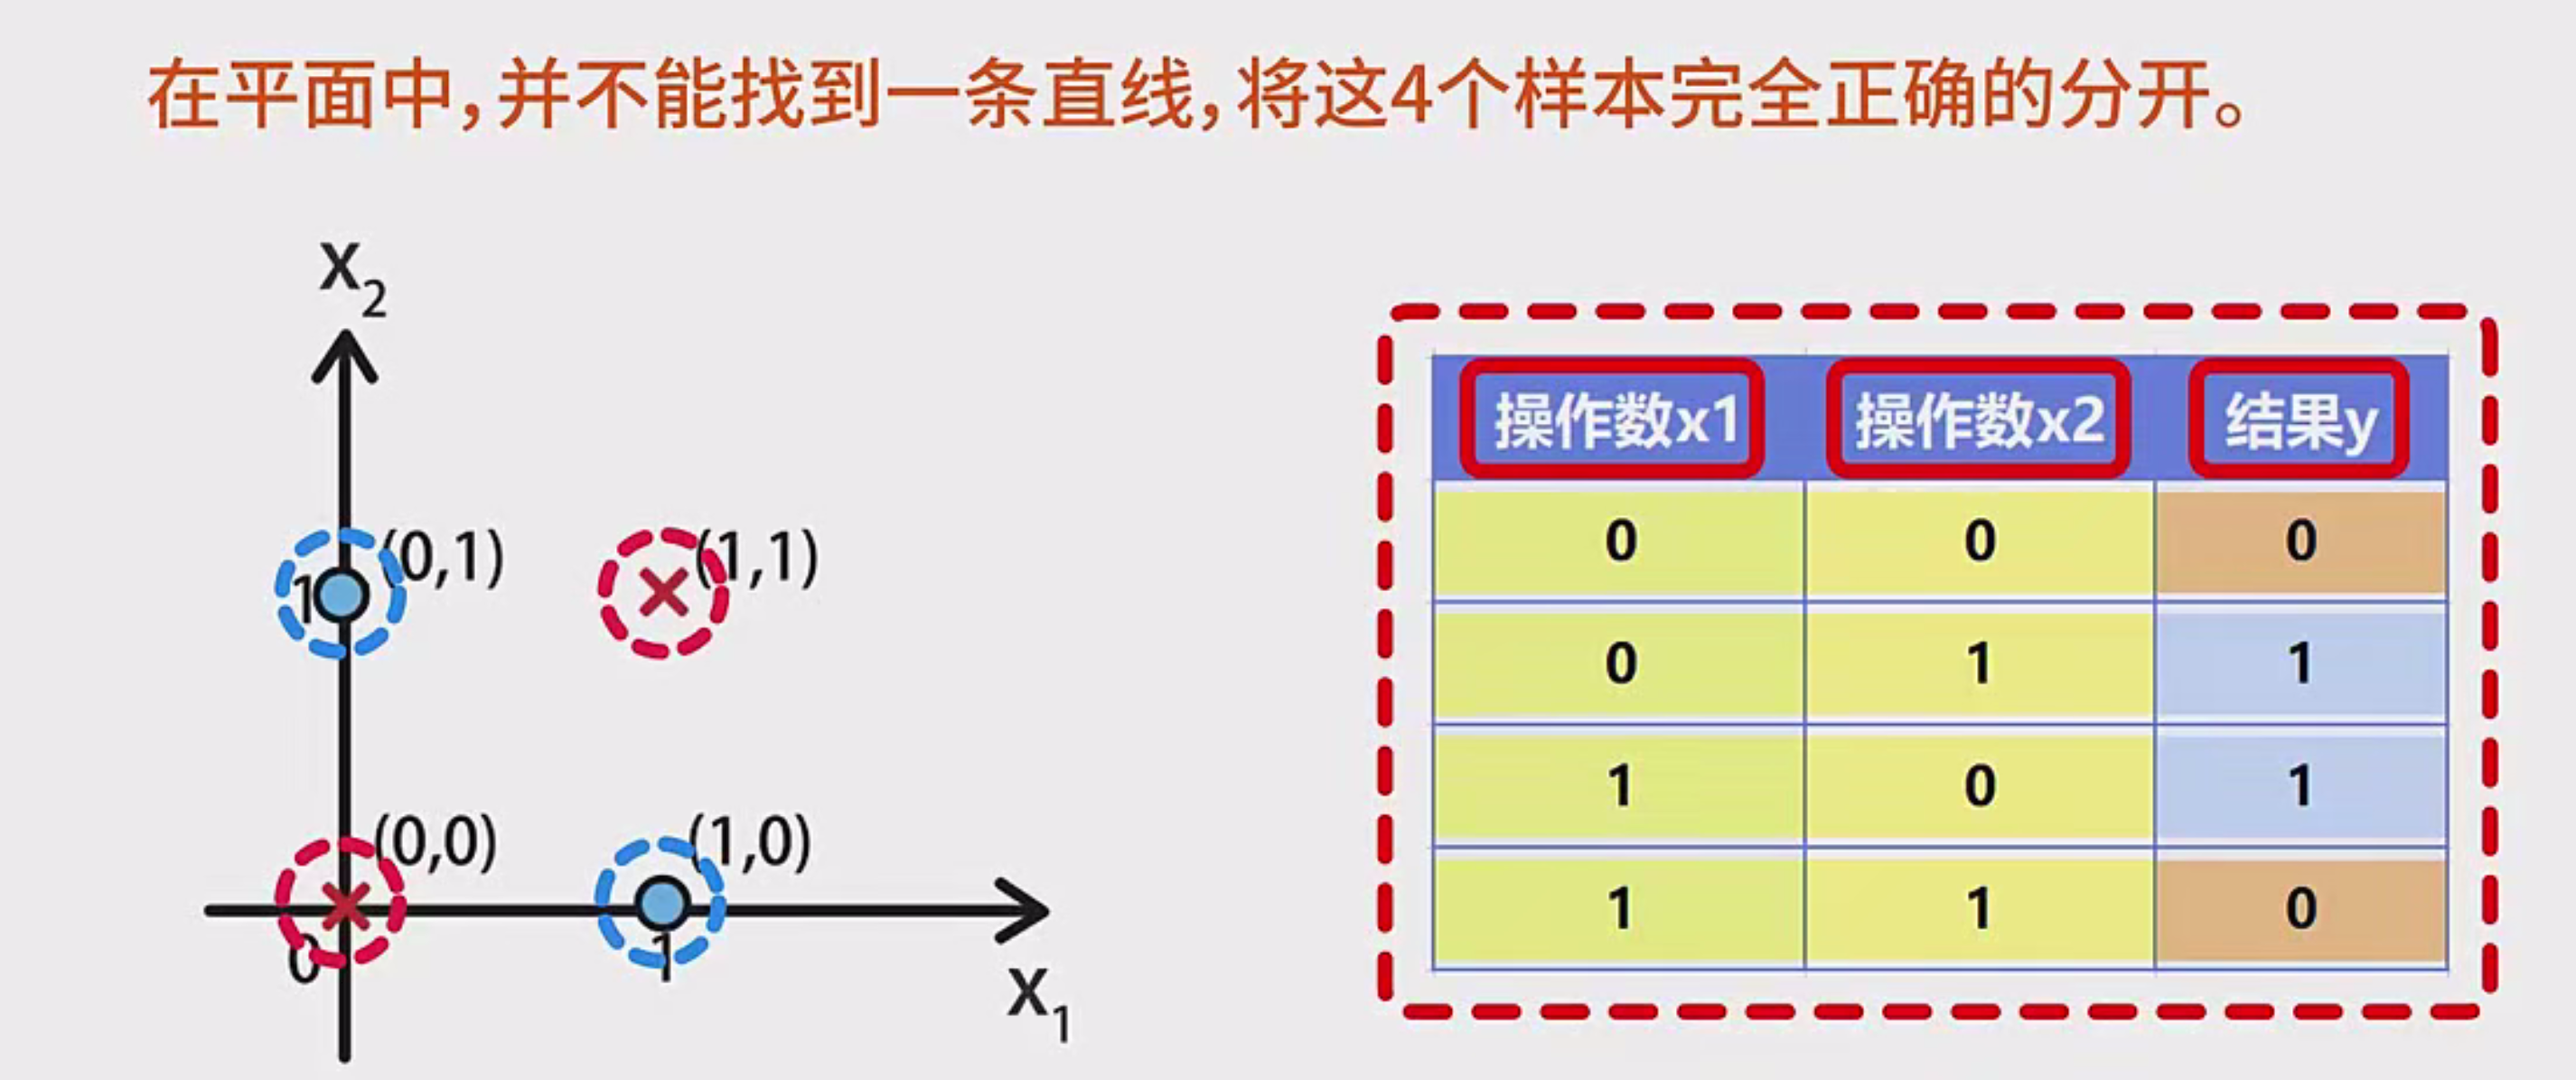 在平面中,并不能找到一条直线,将这4个样本完全正确的分开。
x2
(0,1) (1,1)
1
(0,0) (1,0)
0 1
x1
操作数x1 操作数x2 结果y
0 0 0
0 1 1
1 0 1
1 1 0